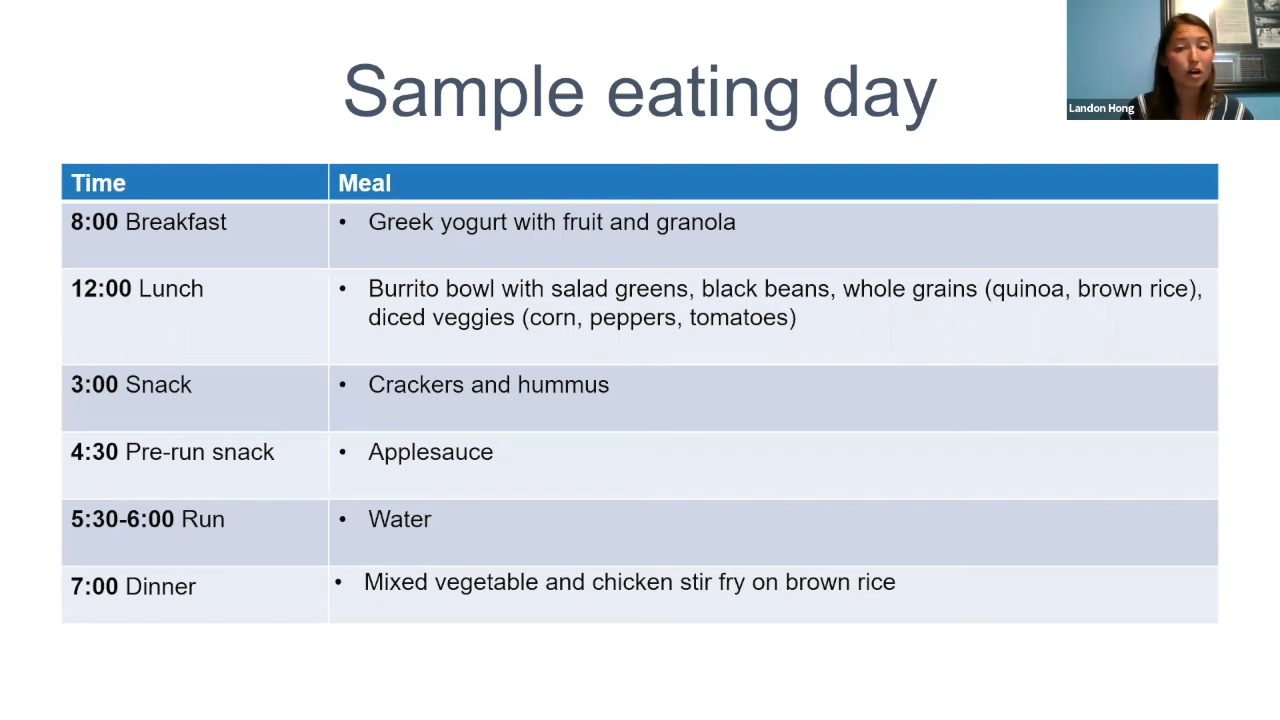 Sample eating day
Landon Hong
Time Meal
8:00 Breakfast • Greek yogurt with fruit and granola
12:00 Lunch • Burrito bowl with salad greens, black beans, whole grains (quinoa, brown rice),
diced veggies (corn, peppers, tomatoes)
3:00 Snack • Crackers and hummus
4:30 Pre-run snack • Applesauce
5:30-6:00 Run • Water
7:00 Dinner • Mixed vegetable and chicken stir fry on brown rice